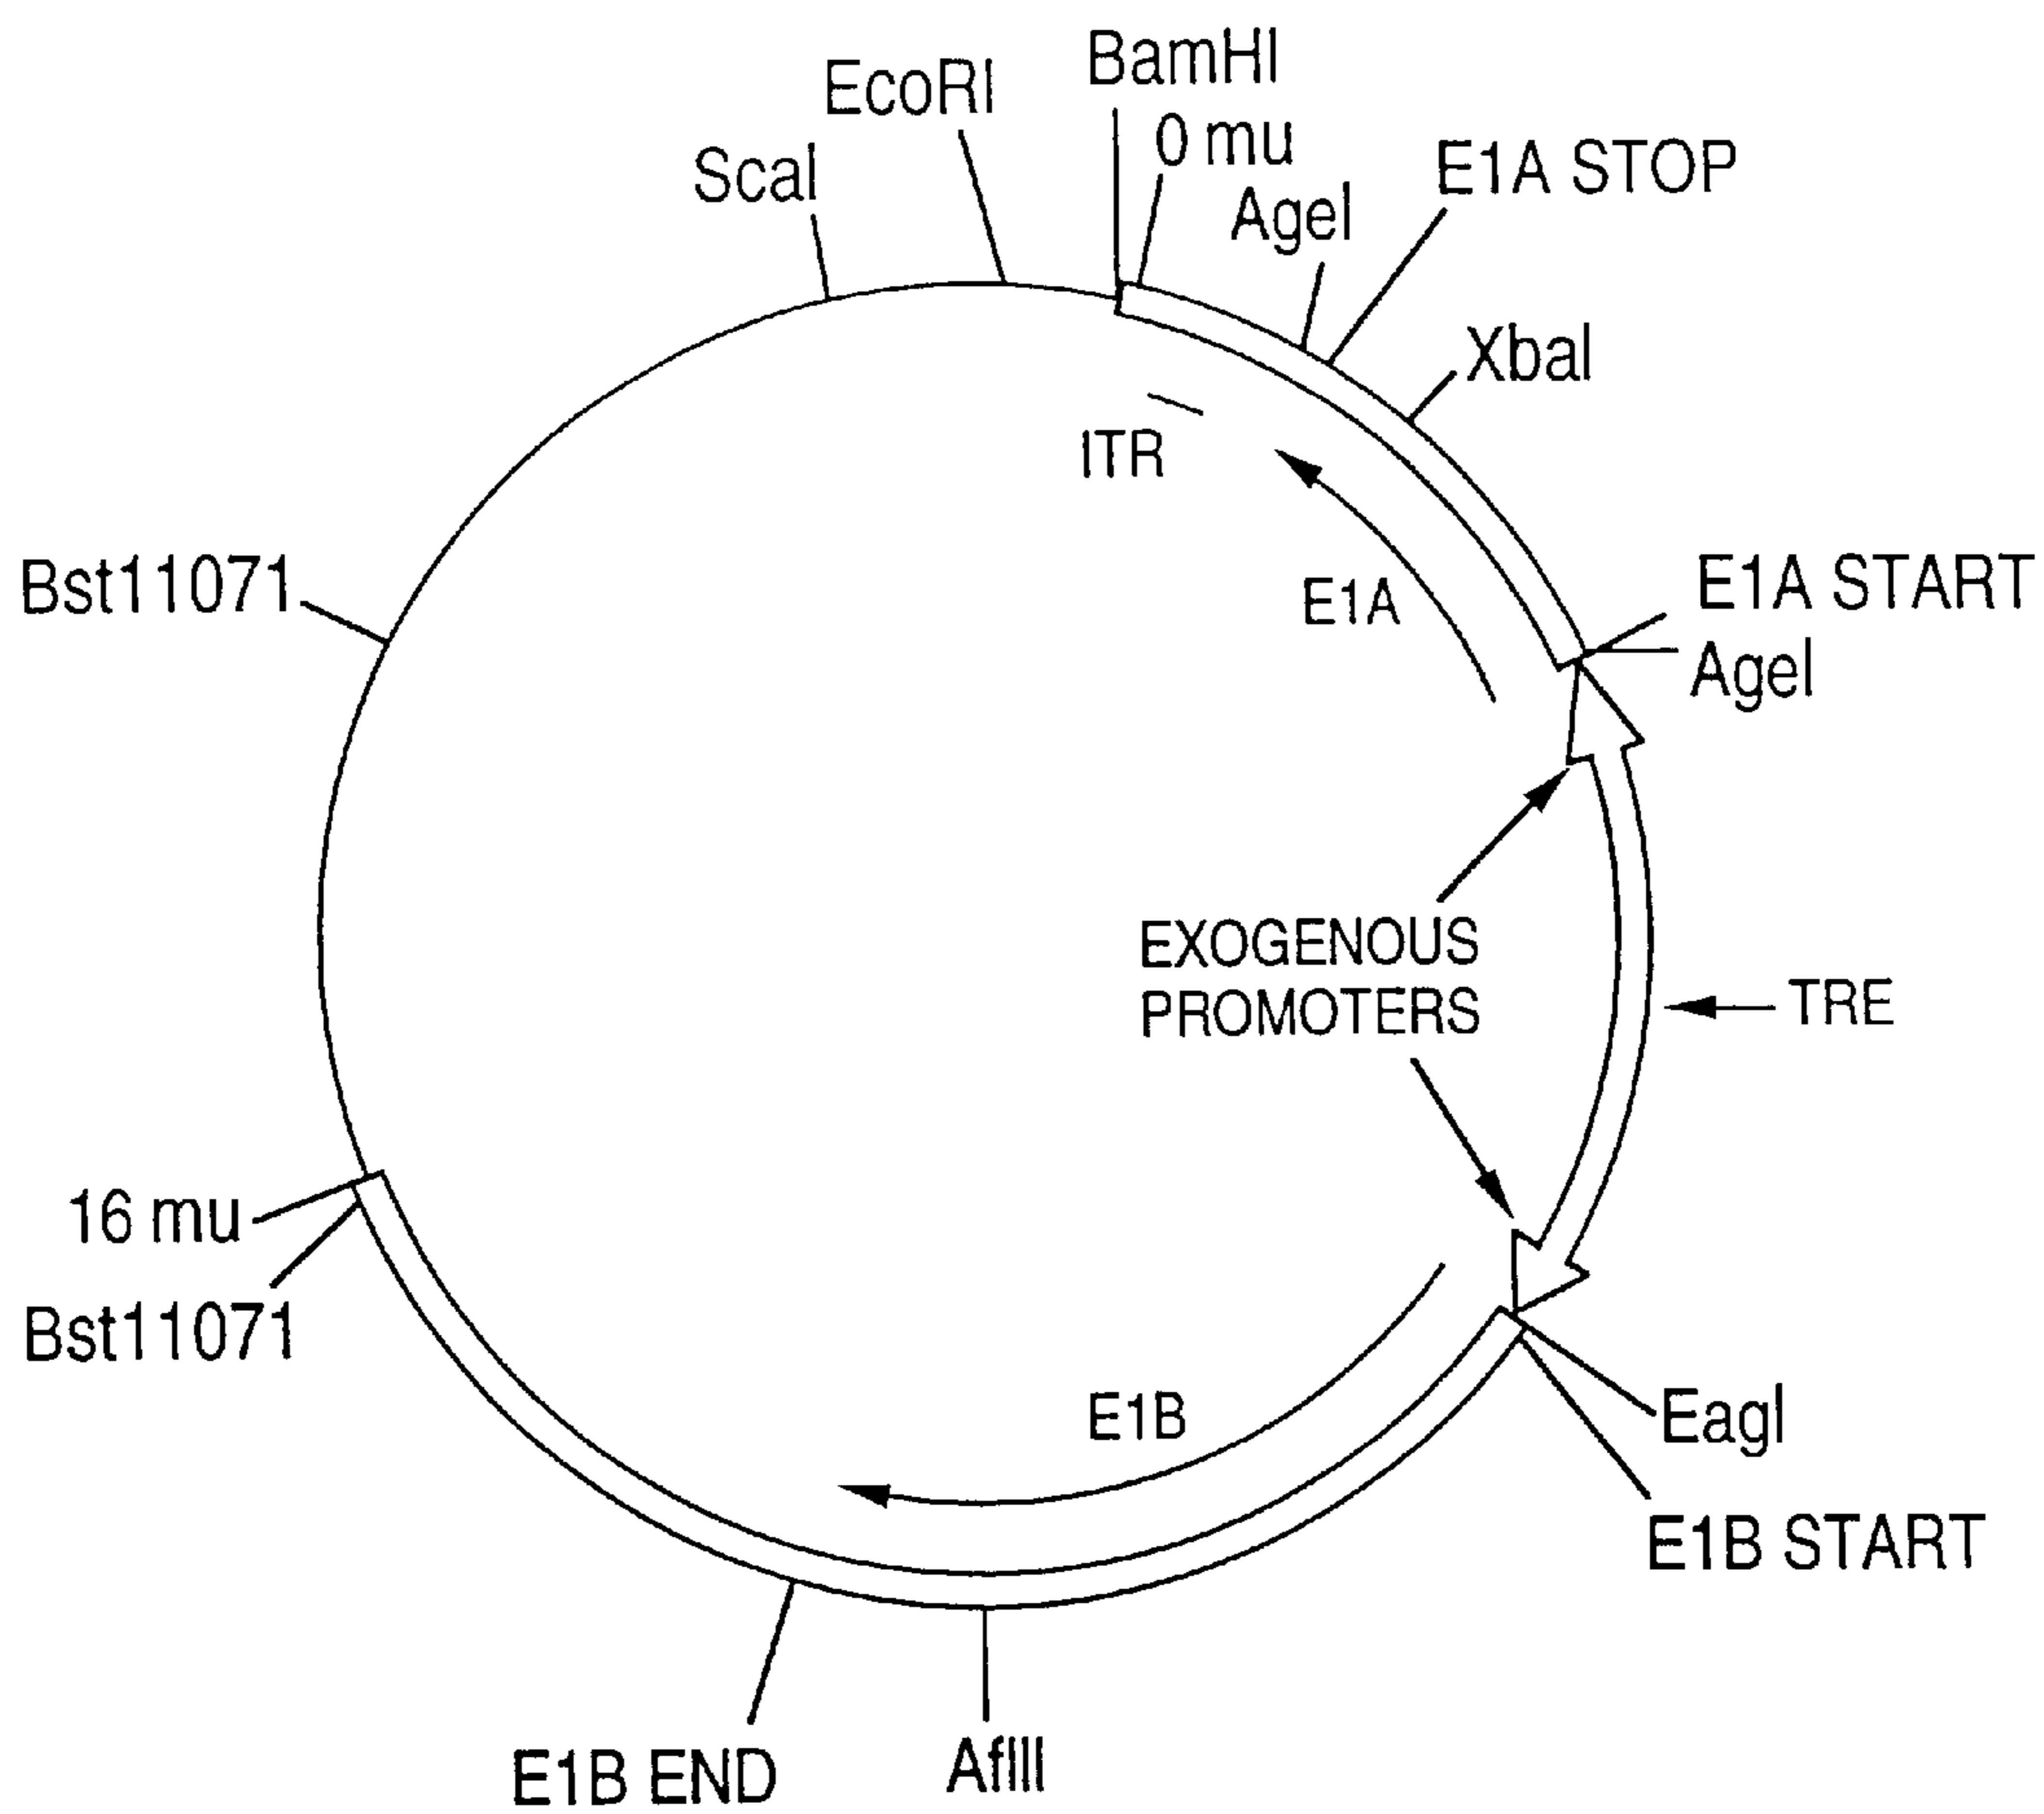 BamHI
EcoRI
0 mu
ScaI
E1A STOP
AgeI
XbaI
ITR
Bst11071
E1A START
E1A
AgeI
EXOGENOUS
PROMOTERS
TRE
16 mu
Bst11071
E1B
EagI
E1B START
E1B END
AflII